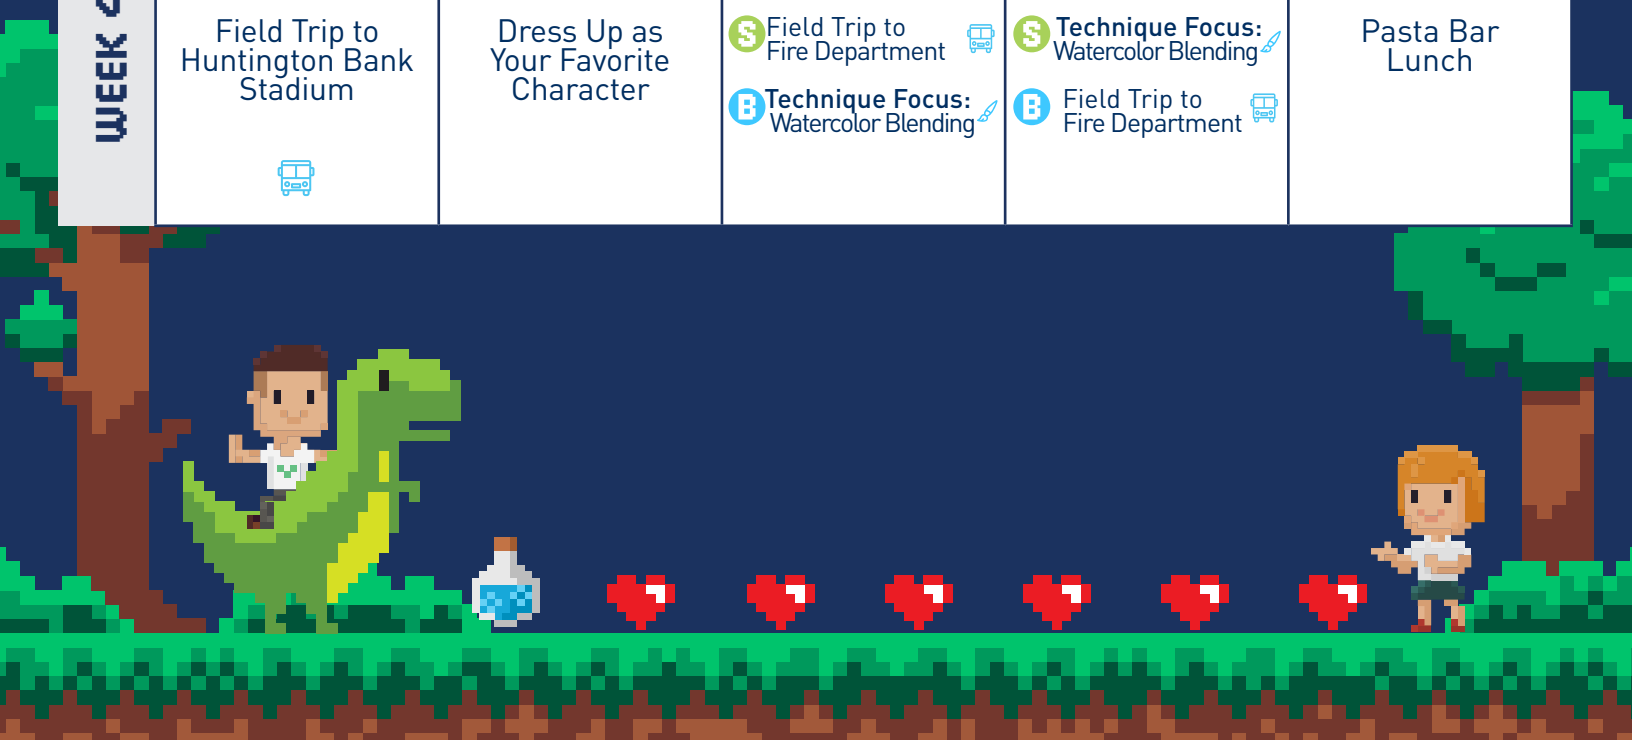 WEEK
Field Trip to
Huntington Bank
Stadium
Dress Up as
Your Favorite
Character
S Field Trip to
Fire Department
B Technique Focus:
Watercolor Blending
S Technique Focus:
Watercolor Blending
B Field Trip to
Fire Department
Pasta Bar
Lunch